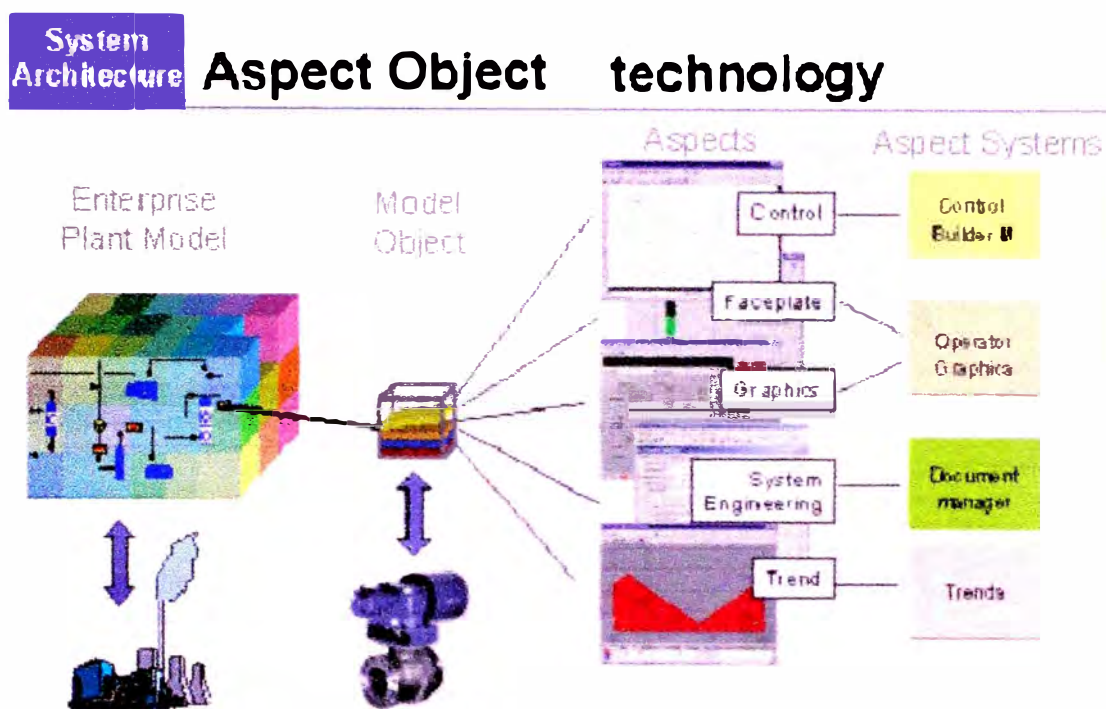 System
Architecture
Aspect Object technology
Aspects
Aspect Systems
Enterprise
Plant Model
Model
Object
Control
Control
Builder M
Faceplate
Operator
Graphics
Graphics
System
Engineering
Document
manager
Trend
Trends